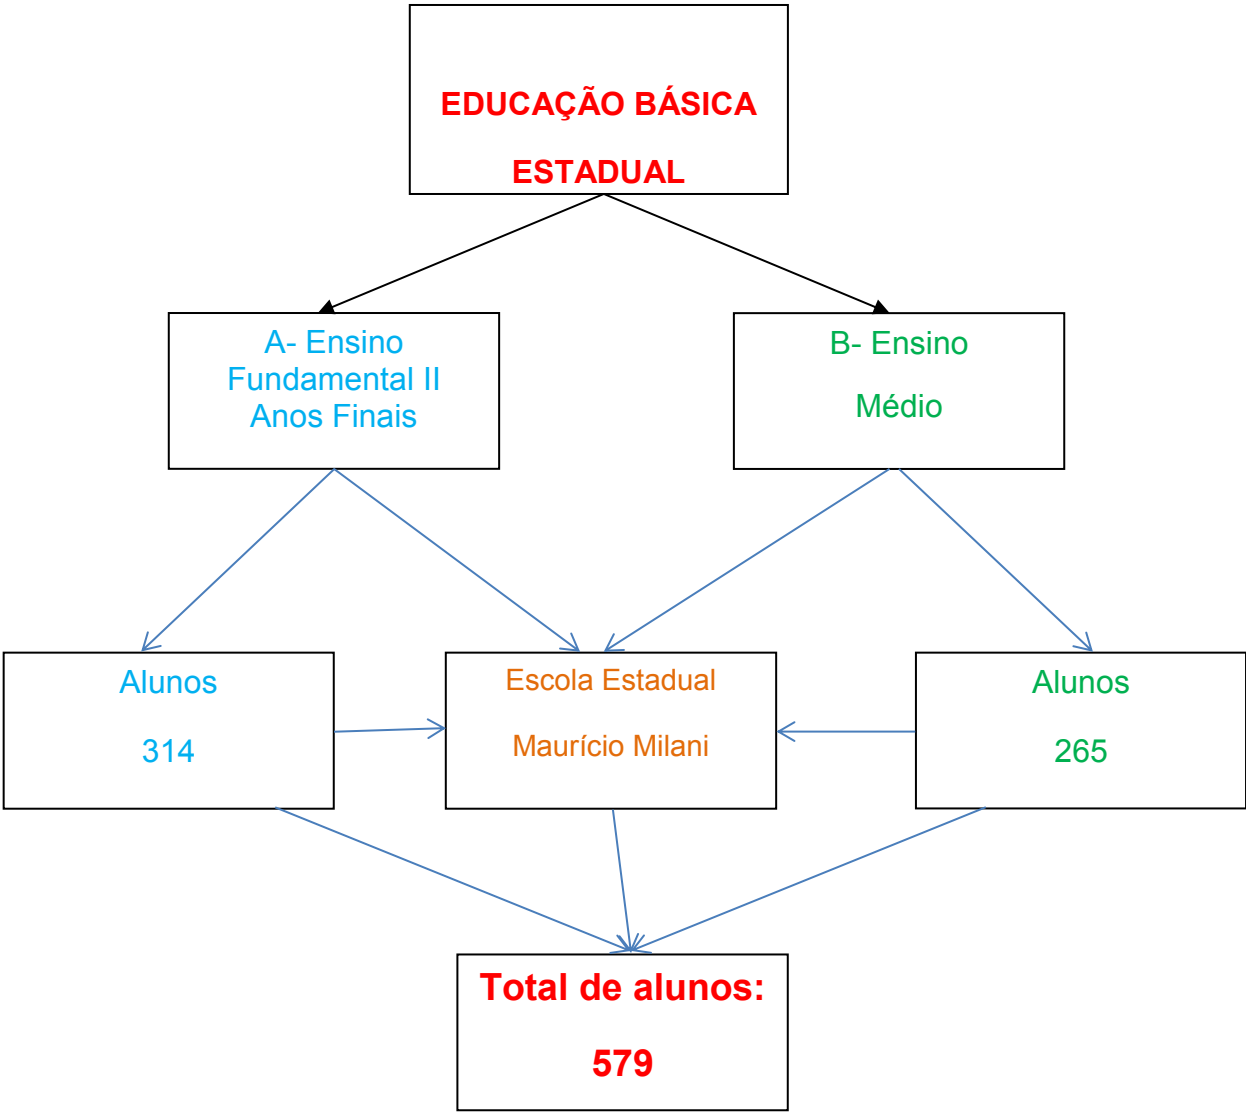 EDUCAÇÃO BÁSICA
ESTADUAL
A- Ensino
Fundamental II
Anos Finais
B- Ensino
Médio
Alunos
314
Escola Estadual
Maurício Milani
Alunos
265
Total de alunos:
579